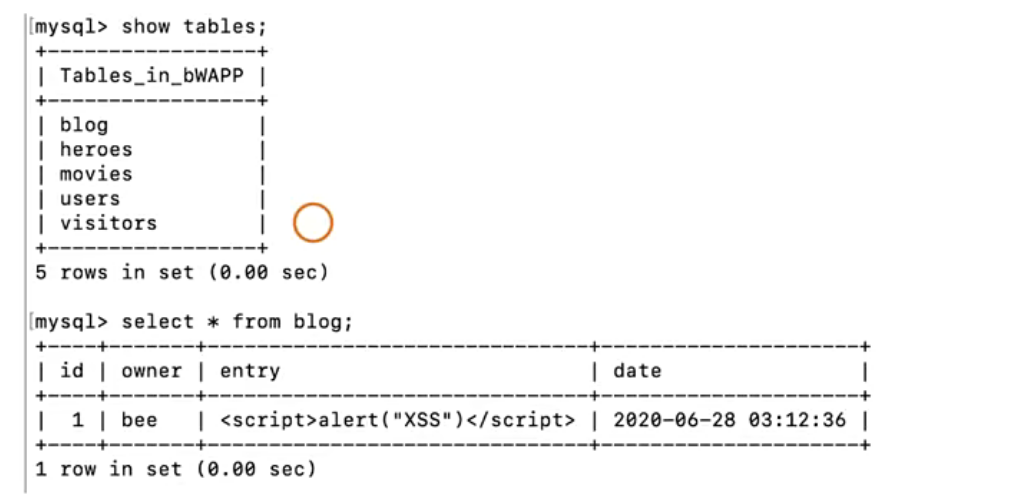 mysql> show tables;
+-----------------+
| Tables_in_bWAPP |
+-----------------+
| blog            |
| heroes          |
| movies          |
| users           |
| visitors        |
+-----------------+
5 rows in set (0.00 sec)
mysql> select * from blog;
+----+-------+--------------------------------+---------------------+
| id | owner | entry                          | date                |
+----+-------+--------------------------------+---------------------+
|  1 | bee   | <script>alert("XSS")</script> | 2020-06-28 03:12:36 |
+----+-------+--------------------------------+---------------------+
1 row in set (0.00 sec)